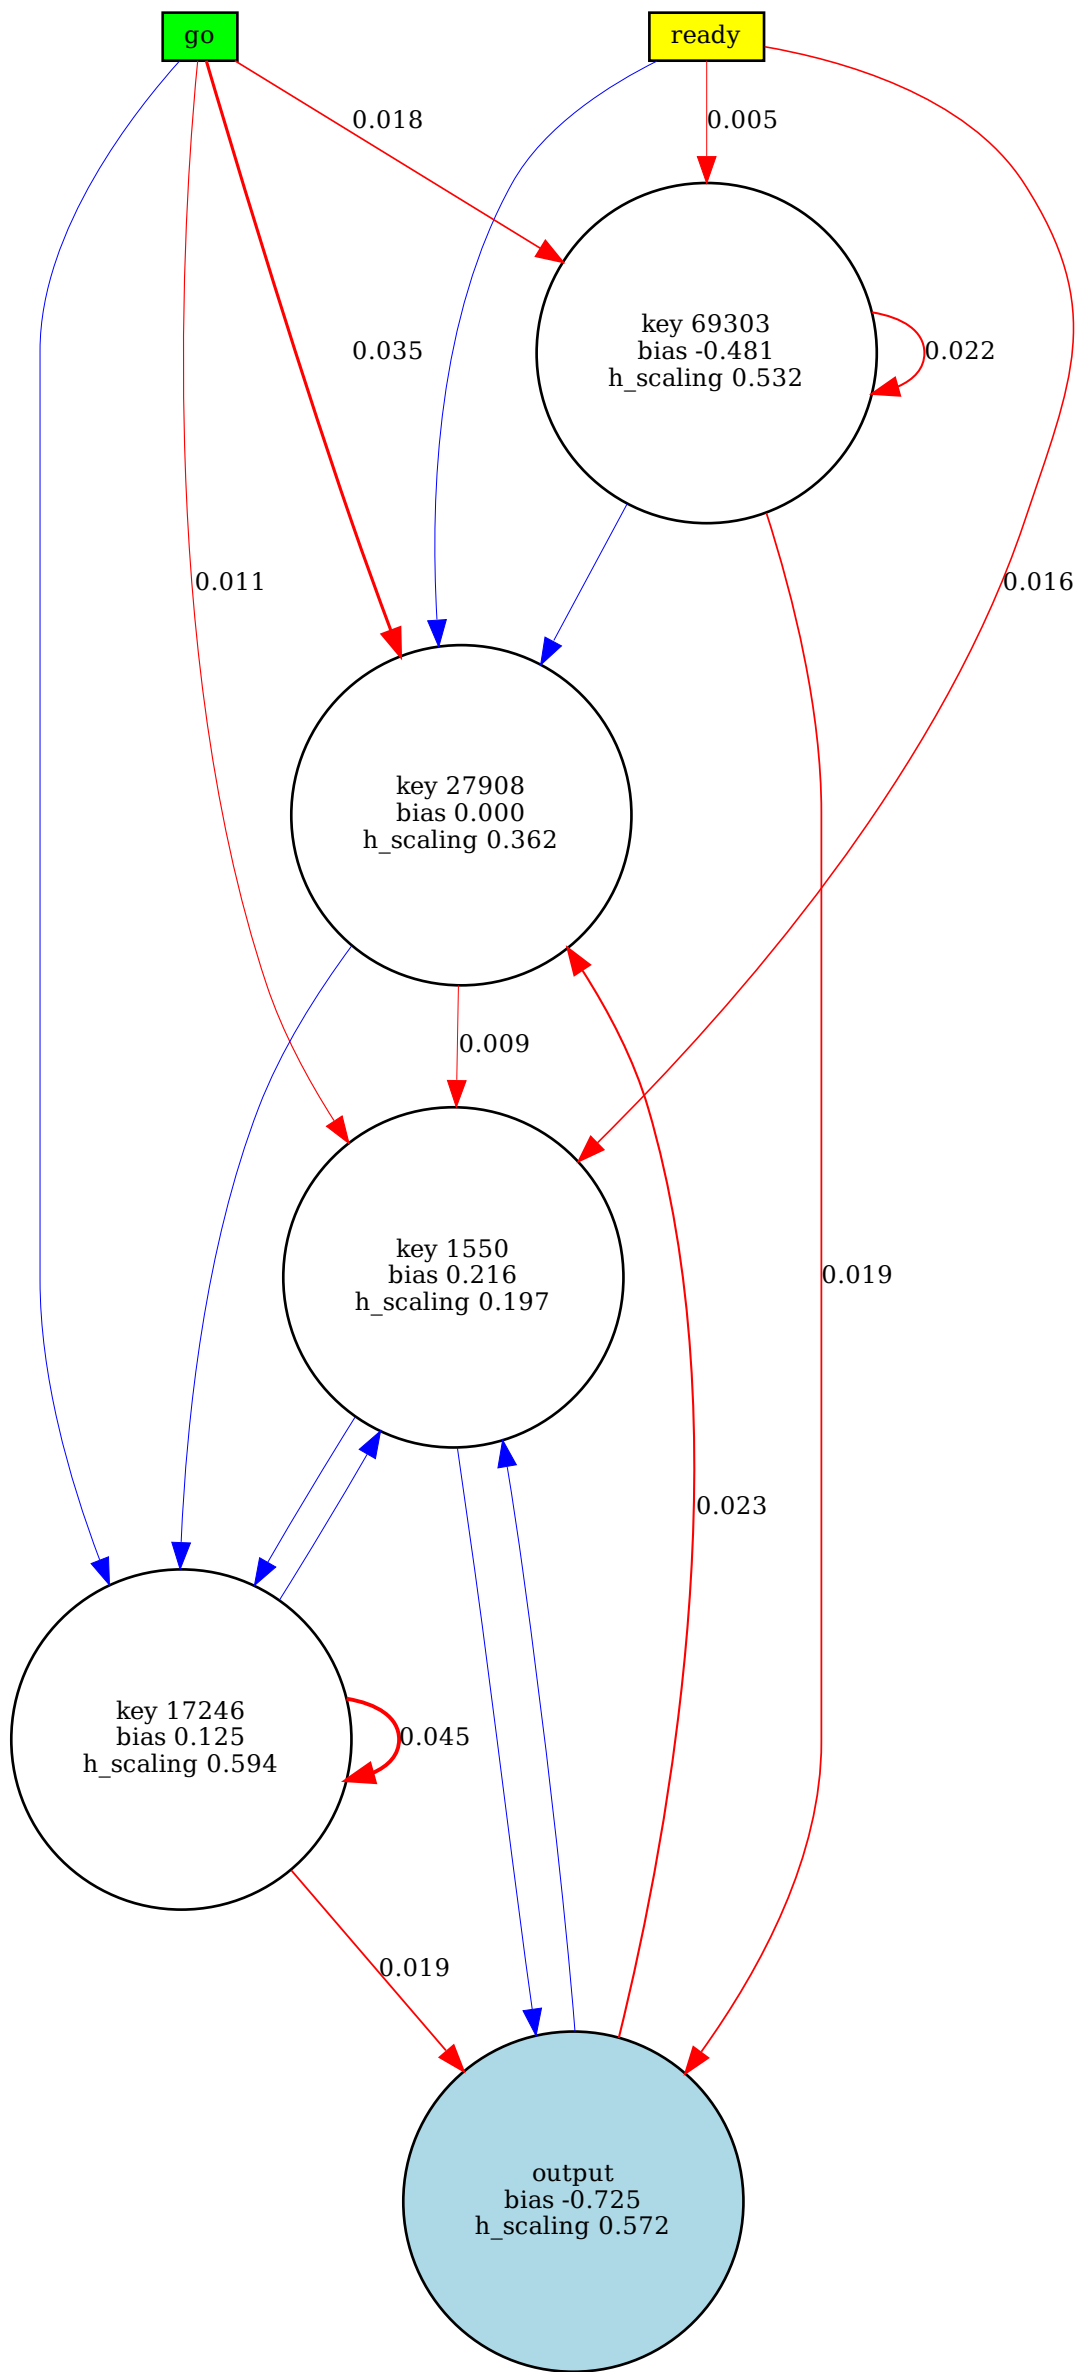 go
ready
0.018
0.005
key 69303
bias -0.481
h_scaling 0.532
0.022
0.035
0.011
0.016
key 27908
bias 0.000
h_scaling 0.362
0.009
key 1550
bias 0.216
h_scaling 0.197
0.019
0.023
key 17246
bias 0.125
h_scaling 0.594
0.045
0.019
output
bias -0.725
h_scaling 0.572